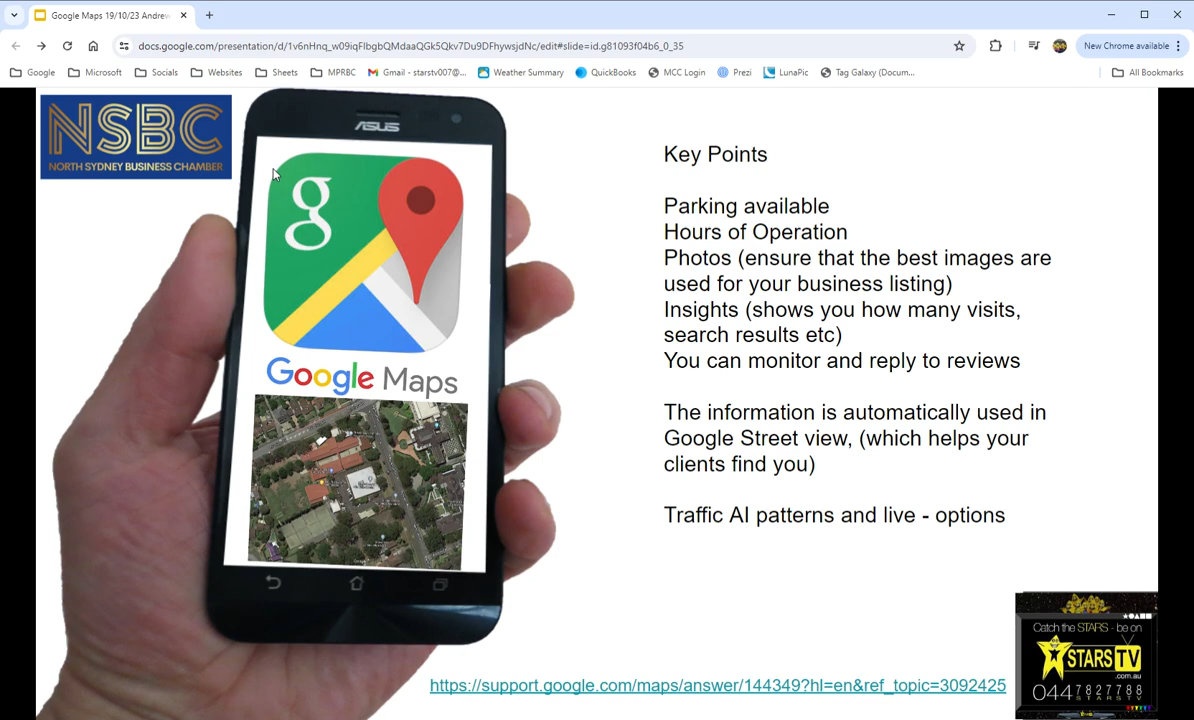 Google Maps 19/10/23 Andrew
docs.google.com/presentation/d/1v6nHnq_w09iqFIbgbQMdaaQGk5Qkv7Du9DFhywsjdNc/edit#slide=id.g81093f04b6_0_35
New Chrome available
Google
Microsoft
Socials
Websites
Sheets
MPRBC
Gmail - starstv007@...
Weather Summary
QuickBooks
MCC Login
Prezi
LunaPic
Tag Galaxy (Docum...
All Bookmarks
NSBC
NORTH SYDNEY BUSINESS CHAMBER
ASUS
g
Google Maps
Key Points
Parking available
Hours of Operation
Photos (ensure that the best images are
used for your business listing)
Insights (shows you how many visits,
search results etc)
You can monitor and reply to reviews
The information is automatically used in
Google Street view, (which helps your
clients find you)
Traffic AI patterns and live - options
https://support.google.com/maps/answer/144349?hl=en&ref_topic=3092425
Catch the STARS - be on
STARS TV
.com.au
044 7827788
STARSTV